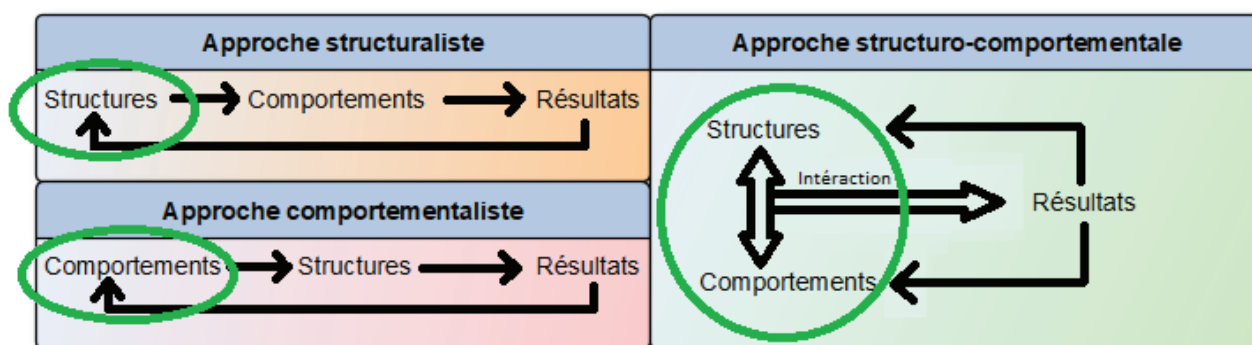 Approche structuraliste
Structures Comportements Résultats
Approche comportementaliste
Comportements Structures Résultats
Approche structuro-comportementale
Structures
Intéraction
Résultats
Comportements